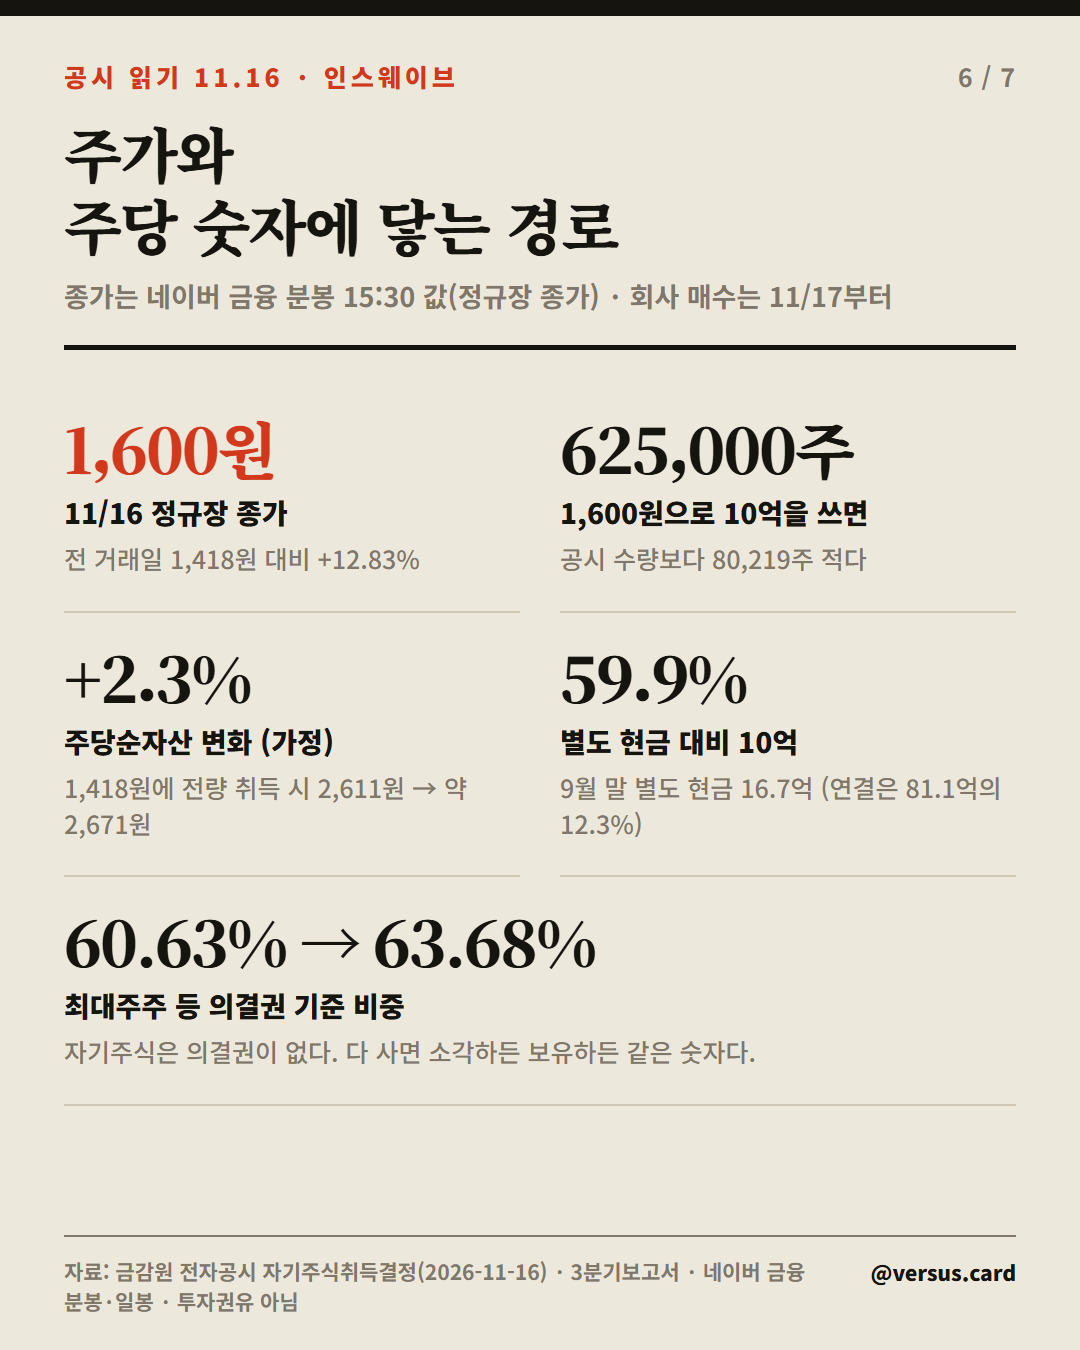 공시 읽기 11.16 · 인스웨이브
6 / 7
주가와
주당 숫자에 닿는 경로
종가는 네이버 금융 분봉 15:30 값(정규장 종가) · 회사 매수는 11/17부터
1,600원
11/16 정규장 종가
전 거래일 1,418원 대비 +12.83%
625,000주
1,600원으로 10억을 쓰면
공시 수량보다 80,219주 적다
+2.3%
주당순자산 변화 (가정)
1,418원에 전량 취득 시 2,611원 → 약
2,671원
59.9%
별도 현금 대비 10억
9월 말 별도 현금 16.7억 (연결은 81.1억의
12.3%)
60.63% → 63.68%
최대주주 등 의결권 기준 비중
자기주식은 의결권이 없다. 다 사면 소각하든 보유하든 같은 숫자다.
자료: 금감원 전자공시 자기주식취득결정(2026-11-16) · 3분기보고서 · 네이버 금융
분봉·일봉 · 투자권유 아님
@versus.card